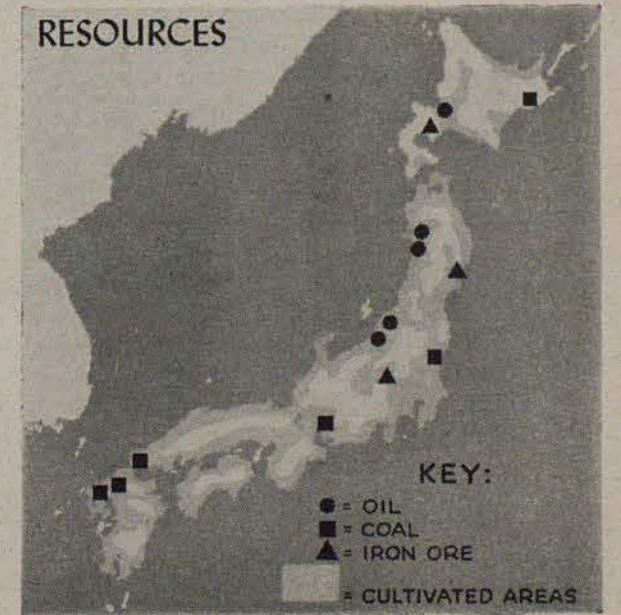 RESOURCES
KEY:
= OIL
= COAL
= IRON ORE
= CULTIVATED AREAS